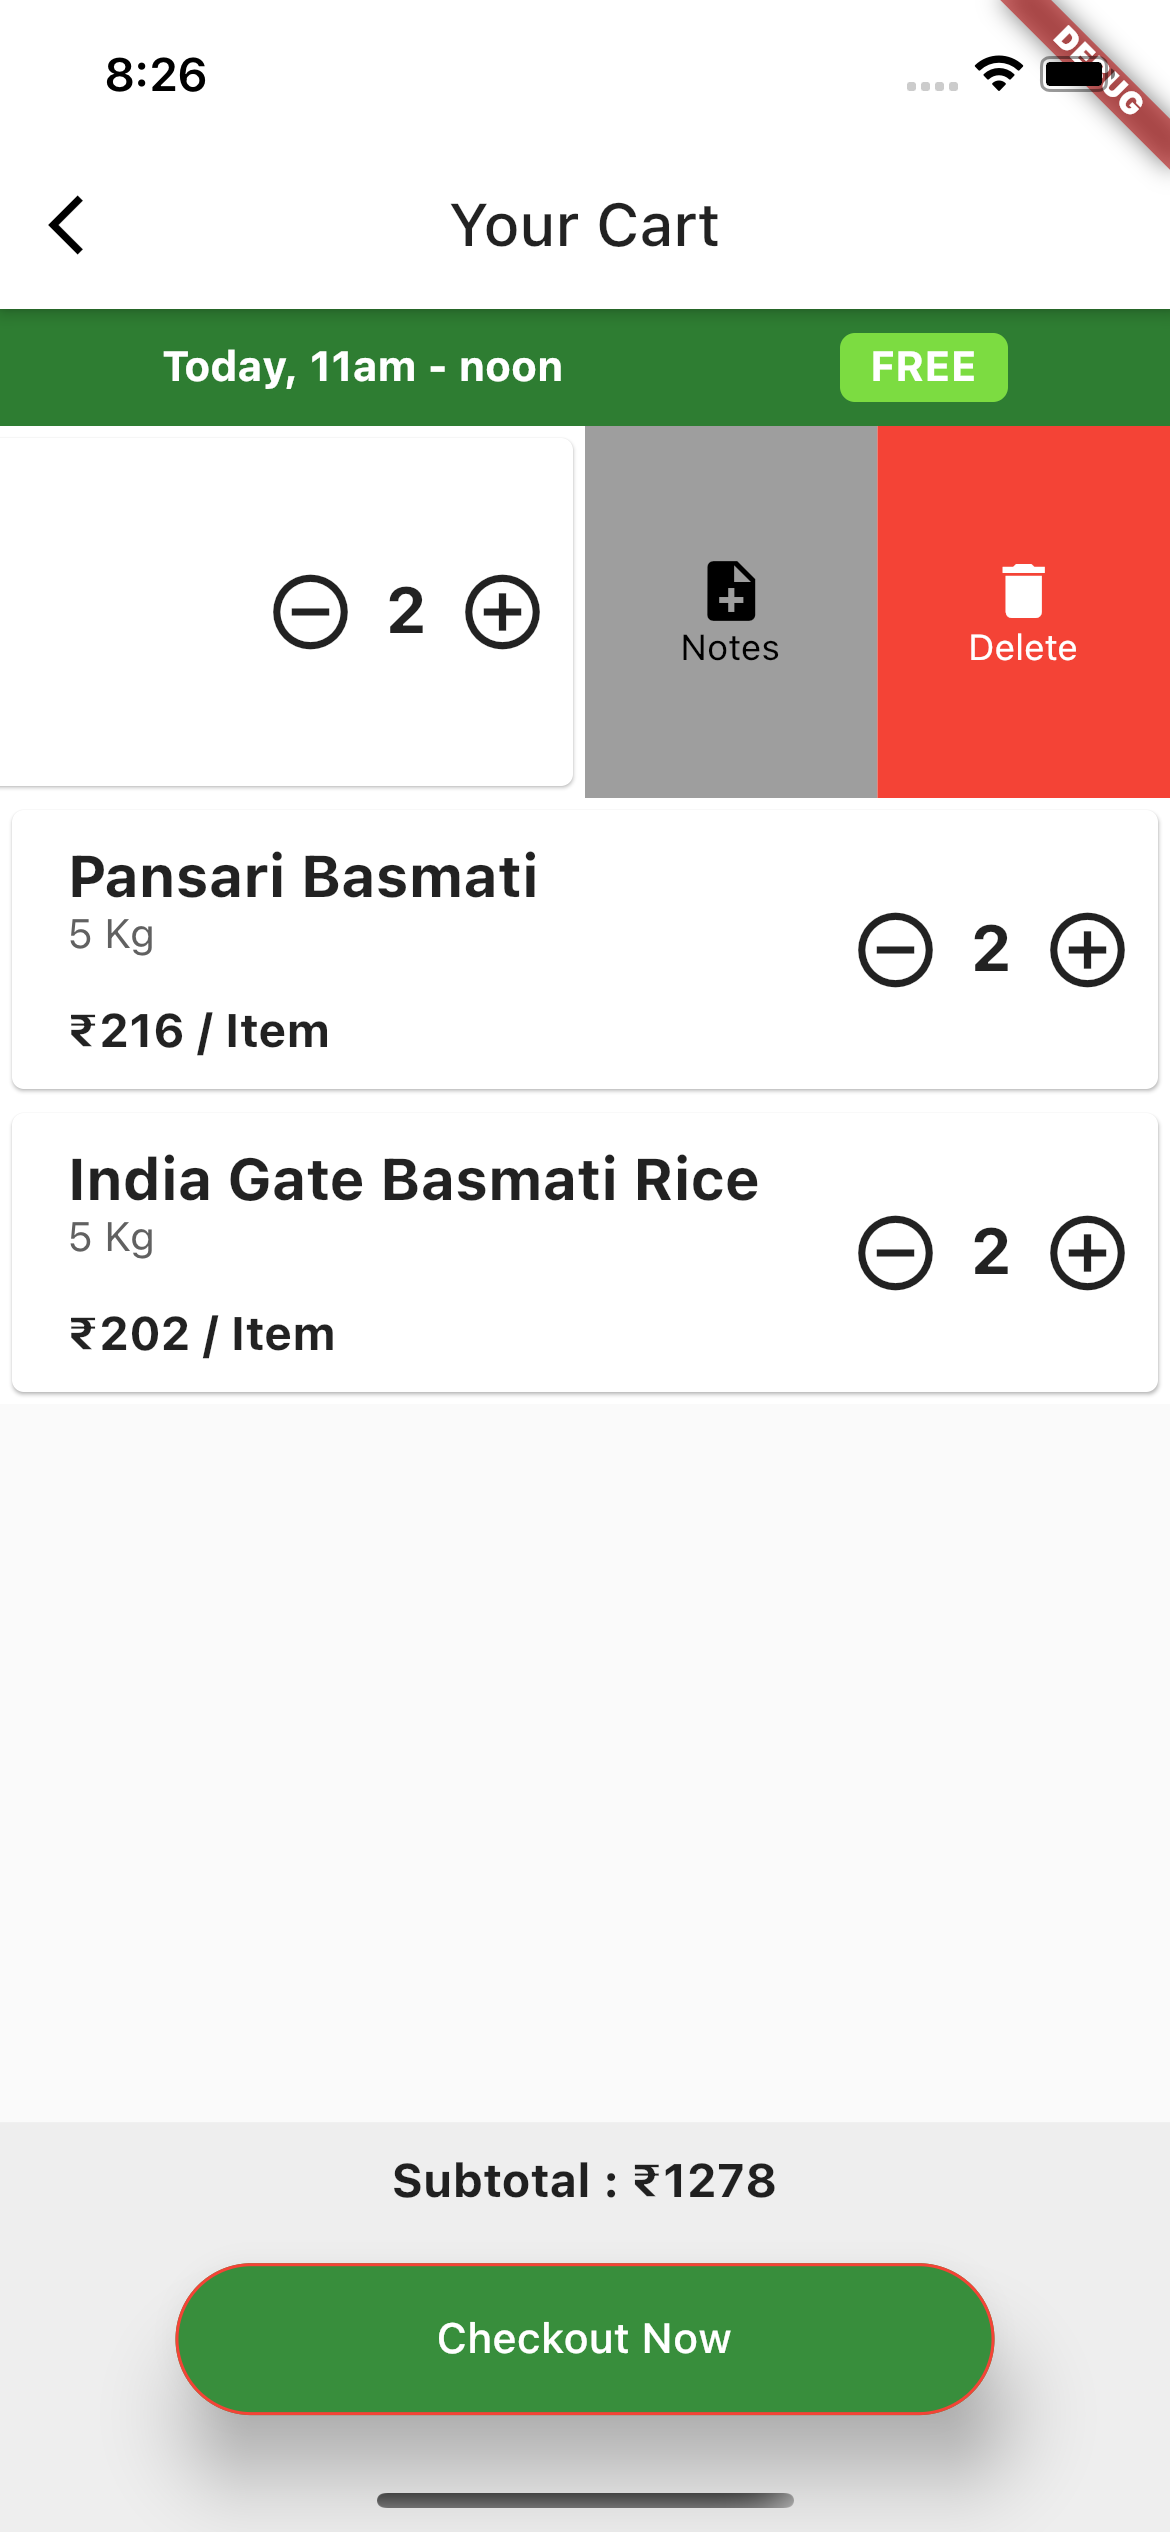 8:26
DEBUG
Your Cart
Today, 11am - noon
FREE
2
Notes
Delete
Pansari Basmati
5 Kg
2
₹216 / Item
India Gate Basmati Rice
5 Kg
2
₹202 / Item
Subtotal : ₹1278
Checkout Now